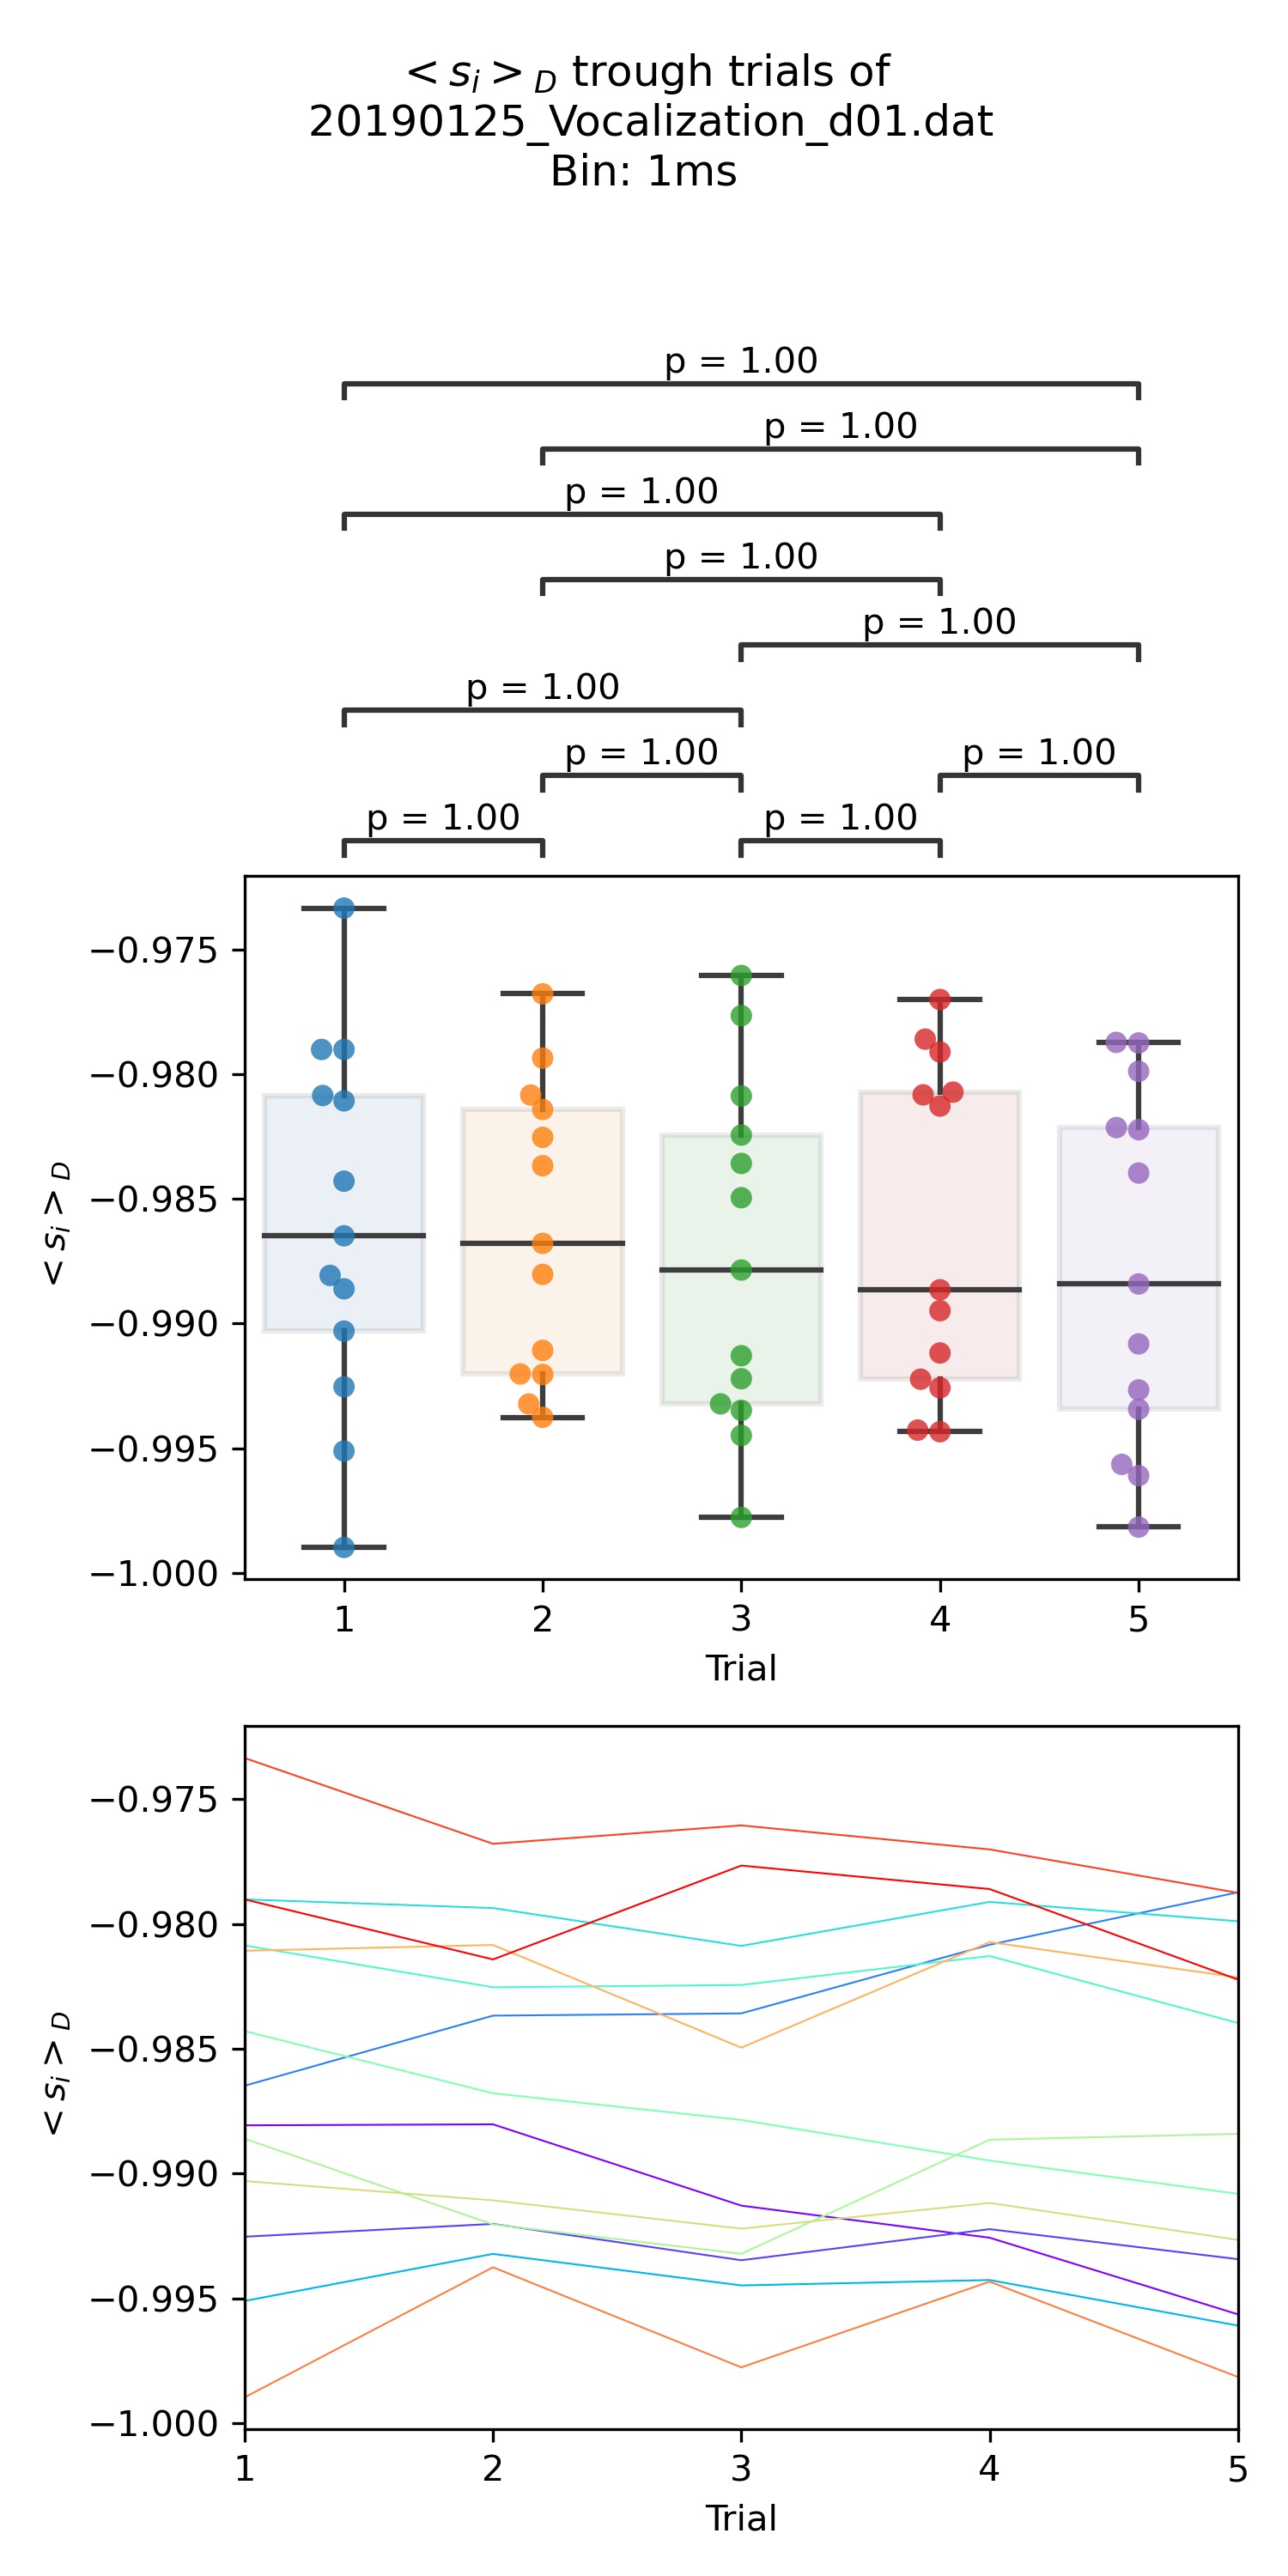 < s_i >_D trough trials of
20190125_Vocalization_d01.dat
Bin: 1ms
p = 1.00
p = 1.00
p = 1.00
p = 1.00
p = 1.00
p = 1.00
p = 1.00 p = 1.00
p = 1.00 p = 1.00
−0.975
−0.980
−0.985
−0.990
−0.995
−1.000
< s_i >_D
1 2 3 4 5
Trial
−0.975
−0.980
−0.985
−0.990
−0.995
−1.000
< s_i >_D
1 2 3 4 5
Trial